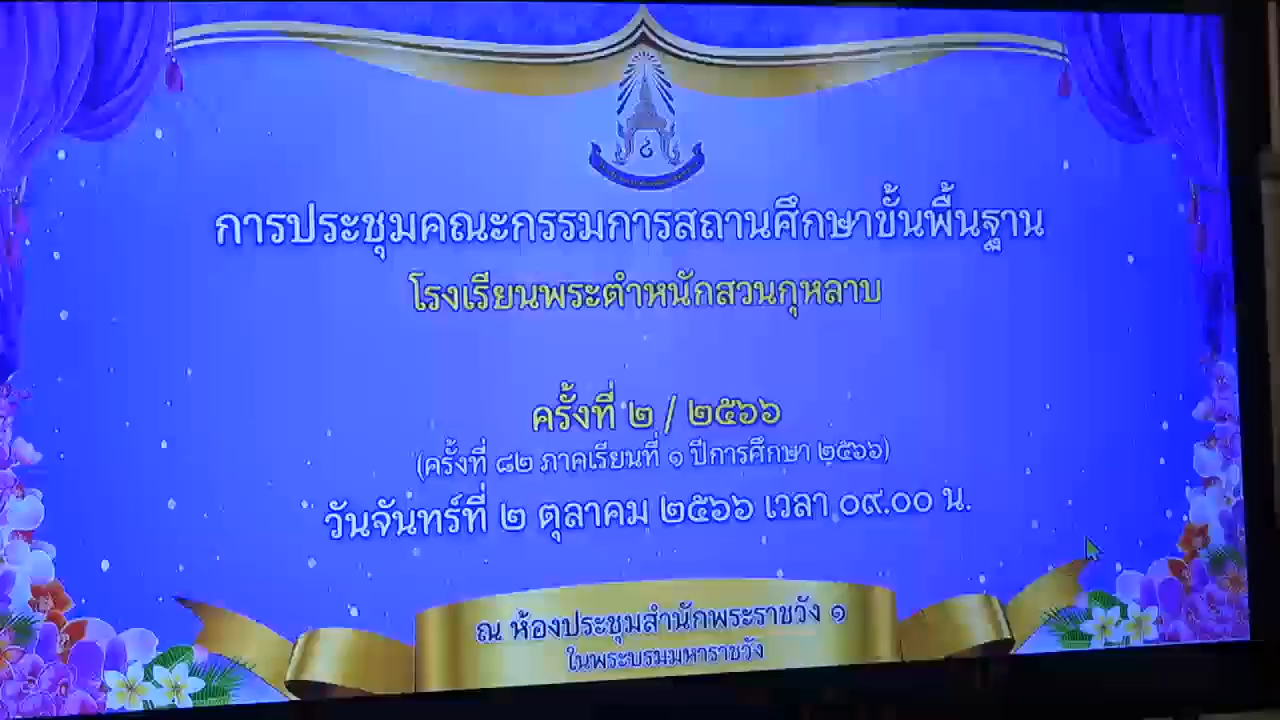 การประชุมคณะกรรมการสถานศึกษาขั้นพื้นฐาน
โรงเรียนพระตำหนักสวนกุหลาบ
ครั้งที่ ๒ / ๒๕๖๖
(ครั้งที่ ๘๒ ภาคเรียนที่ ๑ ปีการศึกษา ๒๕๖๖)
วันจันทร์ที่ ๒ ตุลาคม ๒๕๖๖ เวลา ๐๙.๐๐ น.
ณ ห้องประชุมสำนักพระราชวัง ๑
ในพระบรมมหาราชวัง